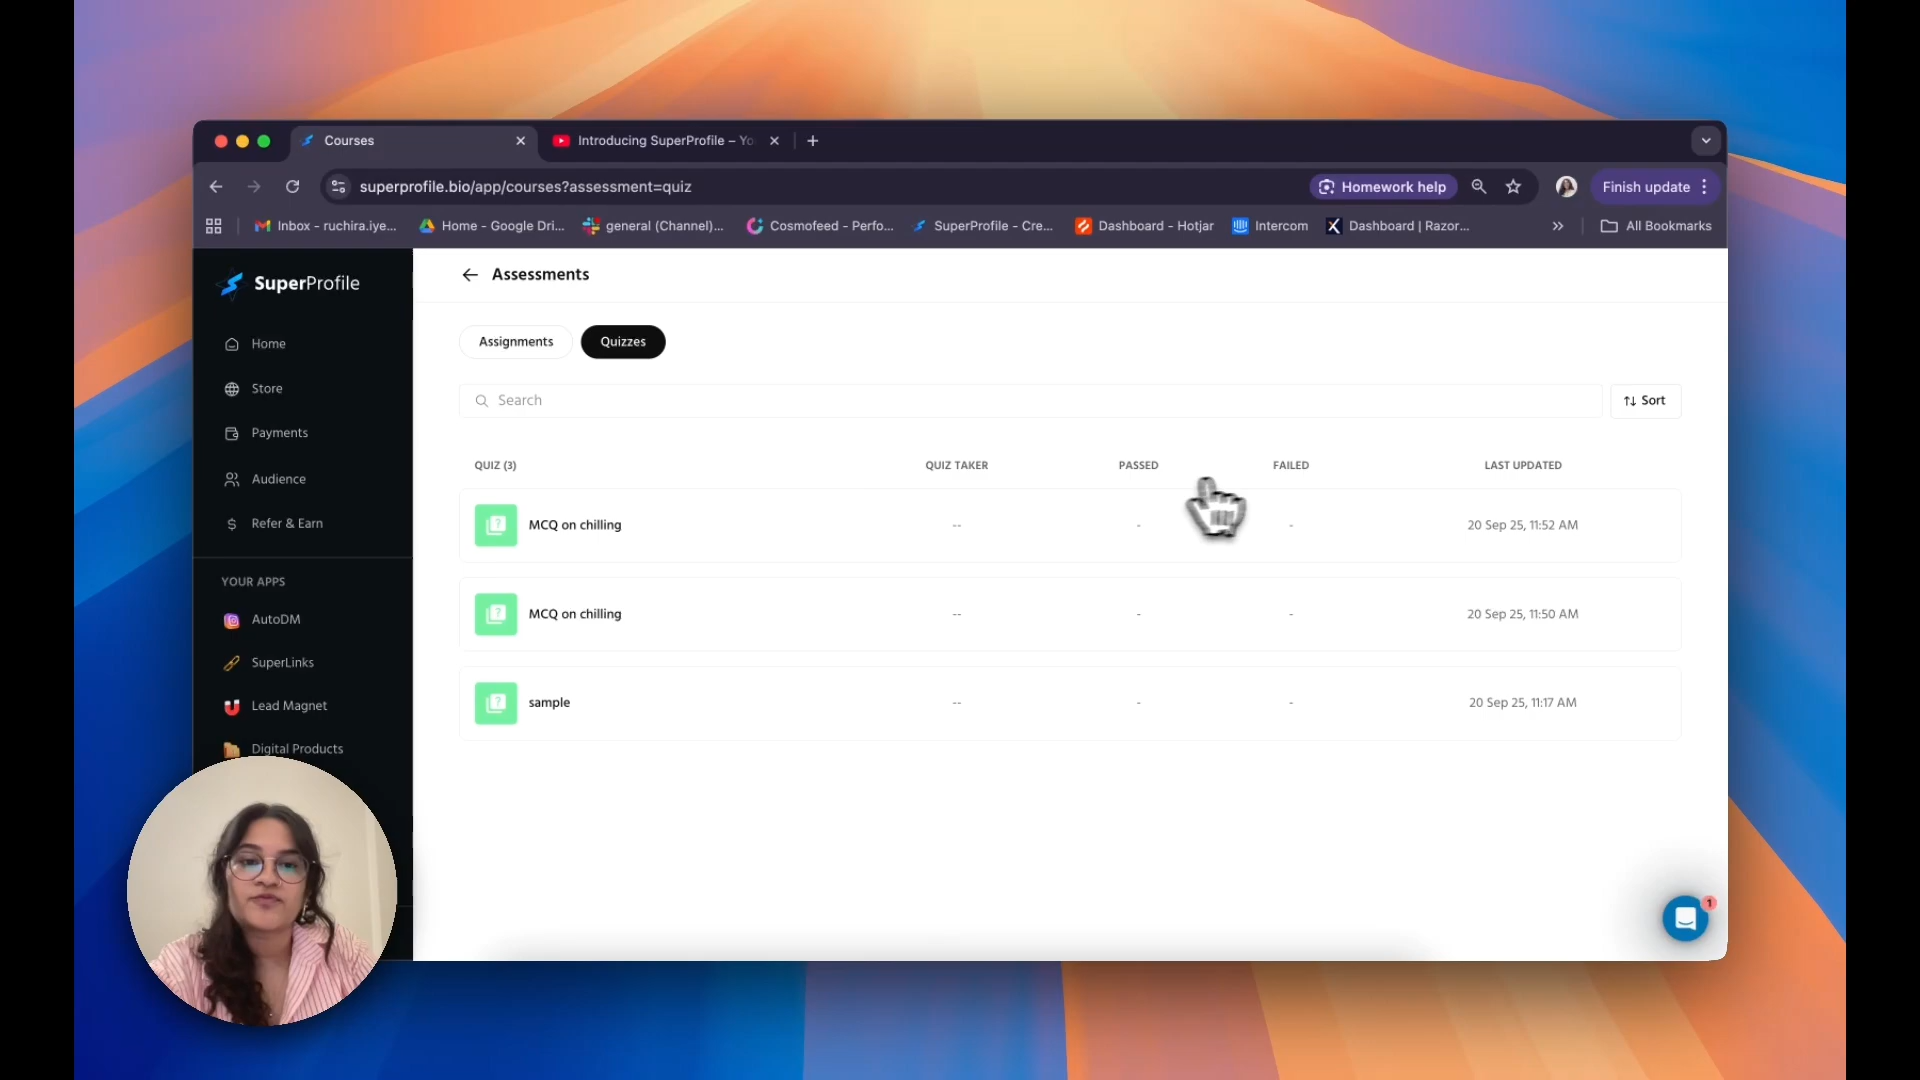 Courses
Introducing SuperProfile – Yo
superprofile.bio/app/courses?assessment=quiz
Homework help
Finish update
Inbox - ruchira.iye...
Home - Google Dri...
general (Channel)...
Cosmofeed - Perfo...
SuperProfile - Cre...
Dashboard - Hotjar
Intercom
Dashboard | Razor...
All Bookmarks
SuperProfile
Home
Store
Payments
Audience
Refer & Earn
YOUR APPS
AutoDM
SuperLinks
Lead Magnet
Digital Products
Assessments
Assignments
Quizzes
Search
Sort
QUIZ (3) QUIZ TAKER PASSED FAILED LAST UPDATED
MCQ on chilling -- - - 20 Sep 25, 11:52 AM
MCQ on chilling -- - - 20 Sep 25, 11:50 AM
sample -- - - 20 Sep 25, 11:17 AM
1